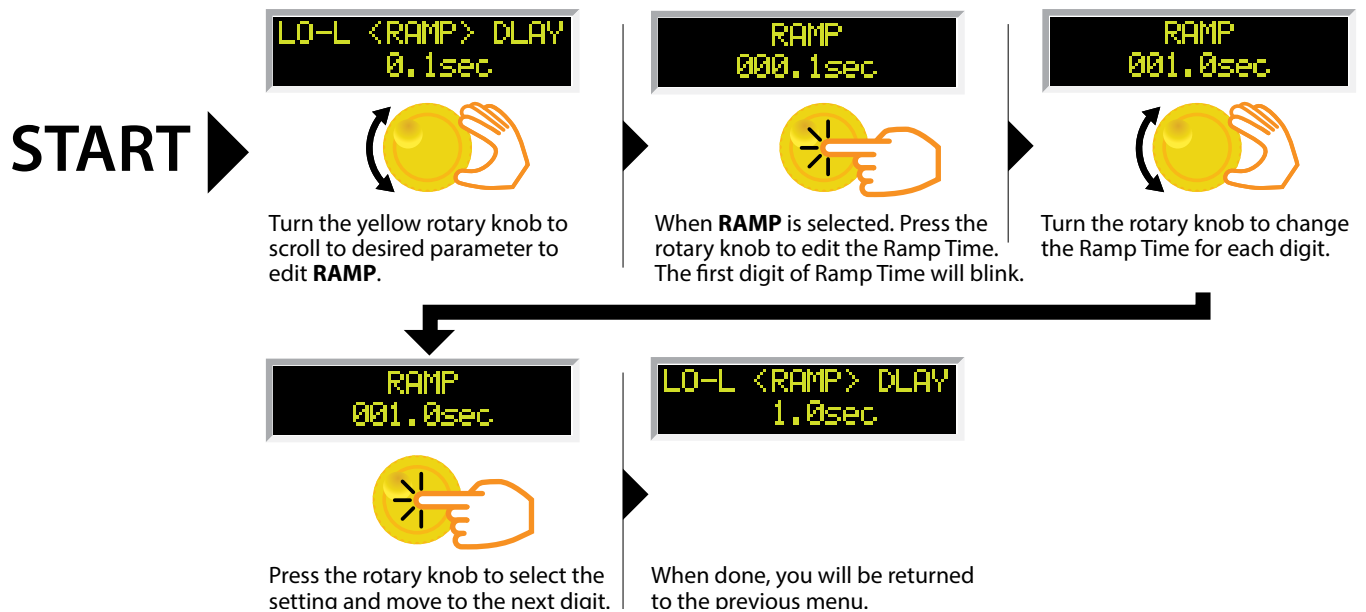 START
LO-L <RAMP> DLAY
0.1sec
Turn the yellow rotary knob to
scroll to desired parameter to
edit RAMP.
RAMP
000.1sec
When RAMP is selected. Press the
rotary knob to edit the Ramp Time.
The first digit of Ramp Time will blink.
RAMP
001.0sec
Turn the rotary knob to change
the Ramp Time for each digit.
RAMP
001.0sec
Press the rotary knob to select the
setting and move to the next digit.
LO-L <RAMP> DLAY
1.0sec
When done, you will be returned
to the previous menu.